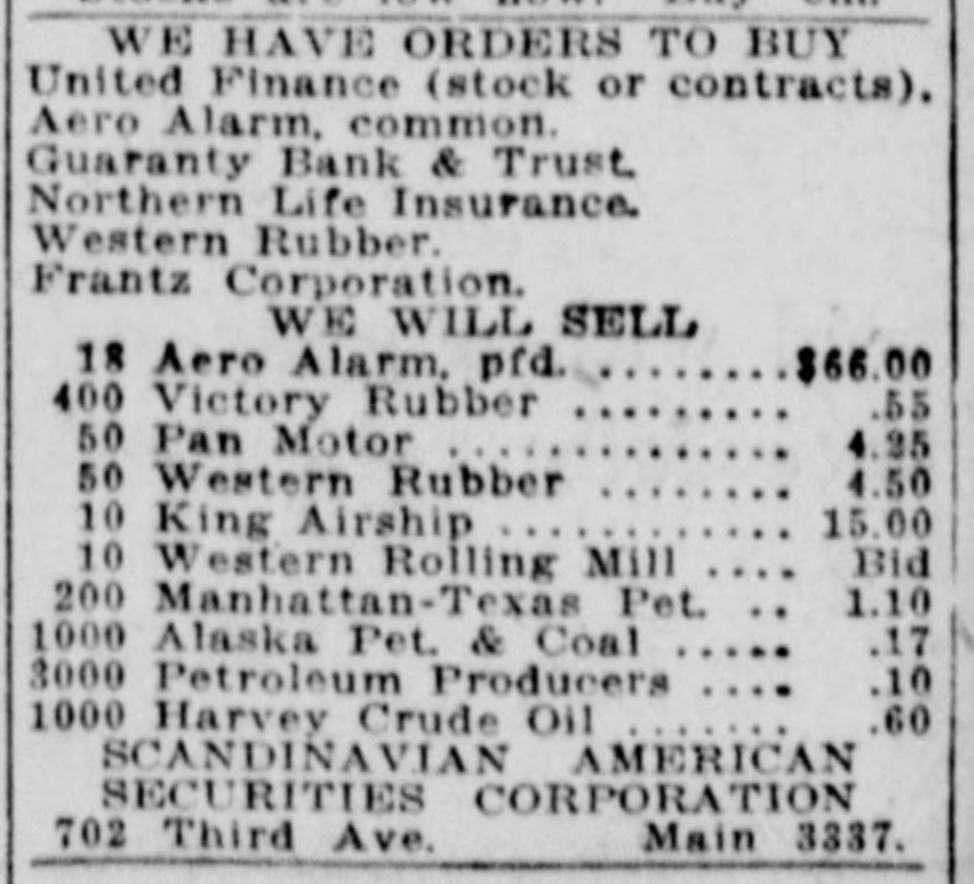 WE HAVE ORDERS TO BUY
United Finance (stock or contracts).
Aero Alarm, common.
Guaranty Bank & Trust.
Northern Life Insurance.
Western Rubber.
Frantz Corporation.
WE WILL SELL
18 Aero Alarm, pfd. .........$66.00
400 Victory Rubber ......... .55
50 Pan Motor .............. 4.25
50 Western Rubber ........ 4.50
10 King Airship ............ 15.00
10 Western Rolling Mill .... Bid
200 Manhattan-Texas Pet. .. 1.10
1000 Alaska Pet. & Coal ..... .17
3000 Petroleum Producers .... .10
1000 Harvey Crude Oil ....... .60
SCANDINAVIAN AMERICAN
SECURITIES CORPORATION
702 Third Ave. Main 3337.